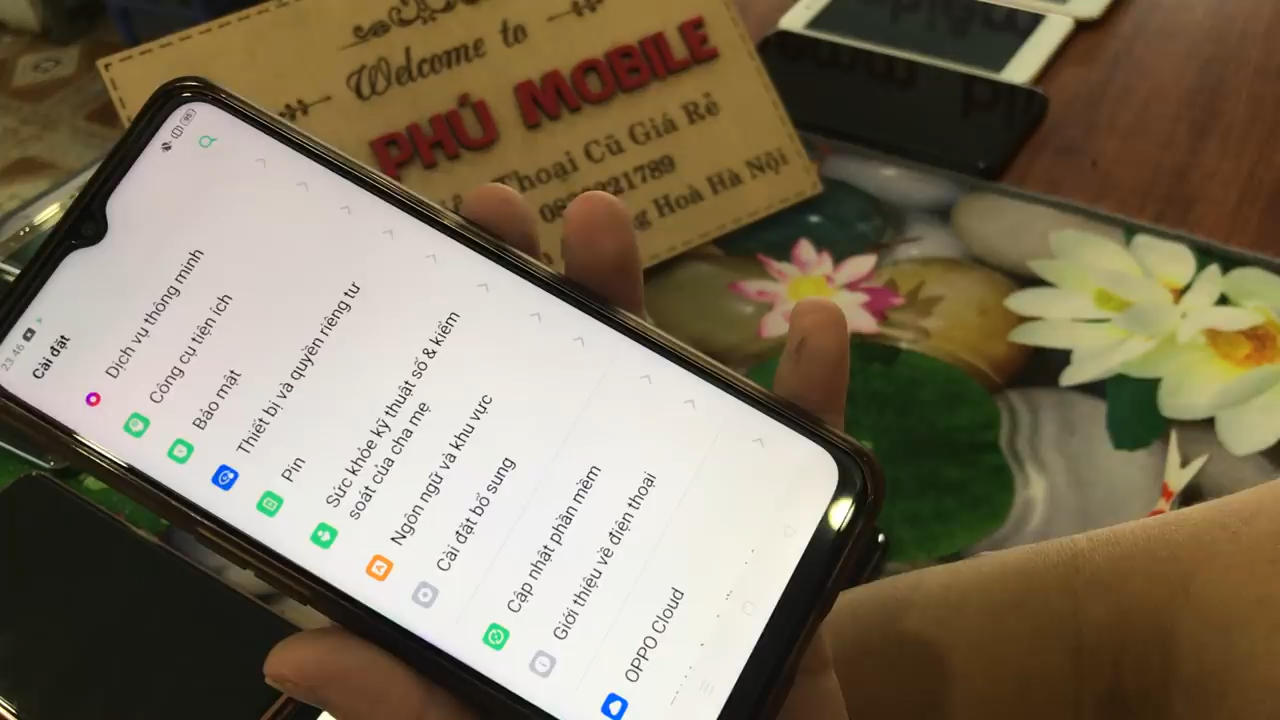 Welcome to
PHÚ MOBILE
Thoại Cũ Giá Rẻ
Hoà Hà Nội
23:46
95
Cài đặt
Dịch vụ thông minh
Công cụ tiện ích
Bảo mật
Thiết bị và quyền riêng tư
Pin
Sức khỏe kỹ thuật số & kiểm
soát của cha mẹ
Ngôn ngữ và khu vực
Cài đặt bổ sung
Cập nhật phần mềm
Giới thiệu về điện thoại
OPPO Cloud